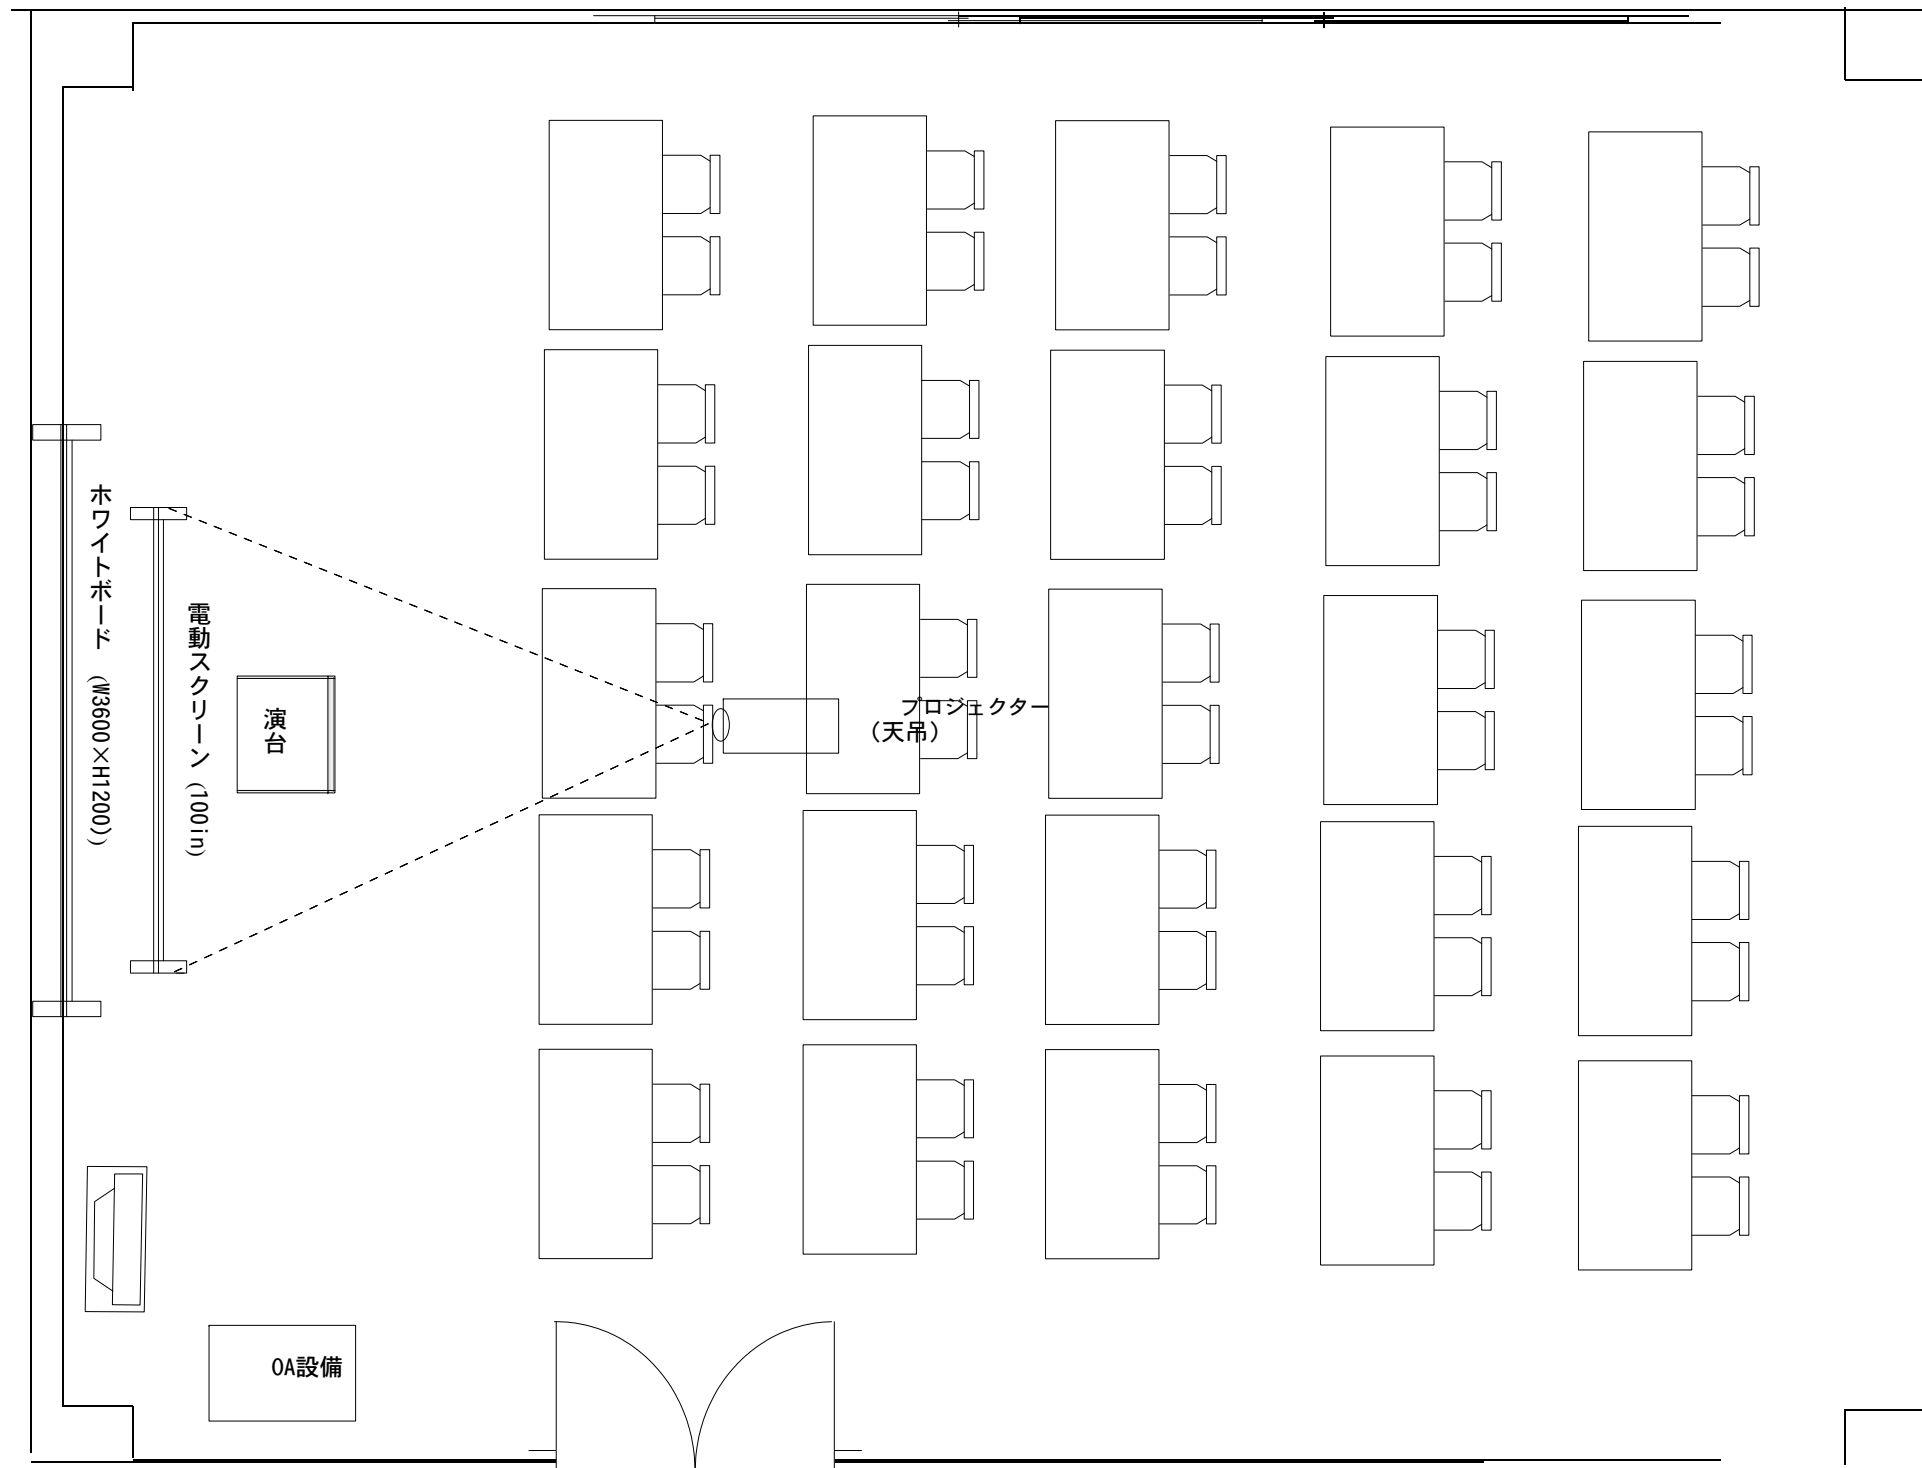 ホワイトボード (W3600×H1200))
電動スクリーン (100in)
演台
プロジェクター
(天吊)
OA設備